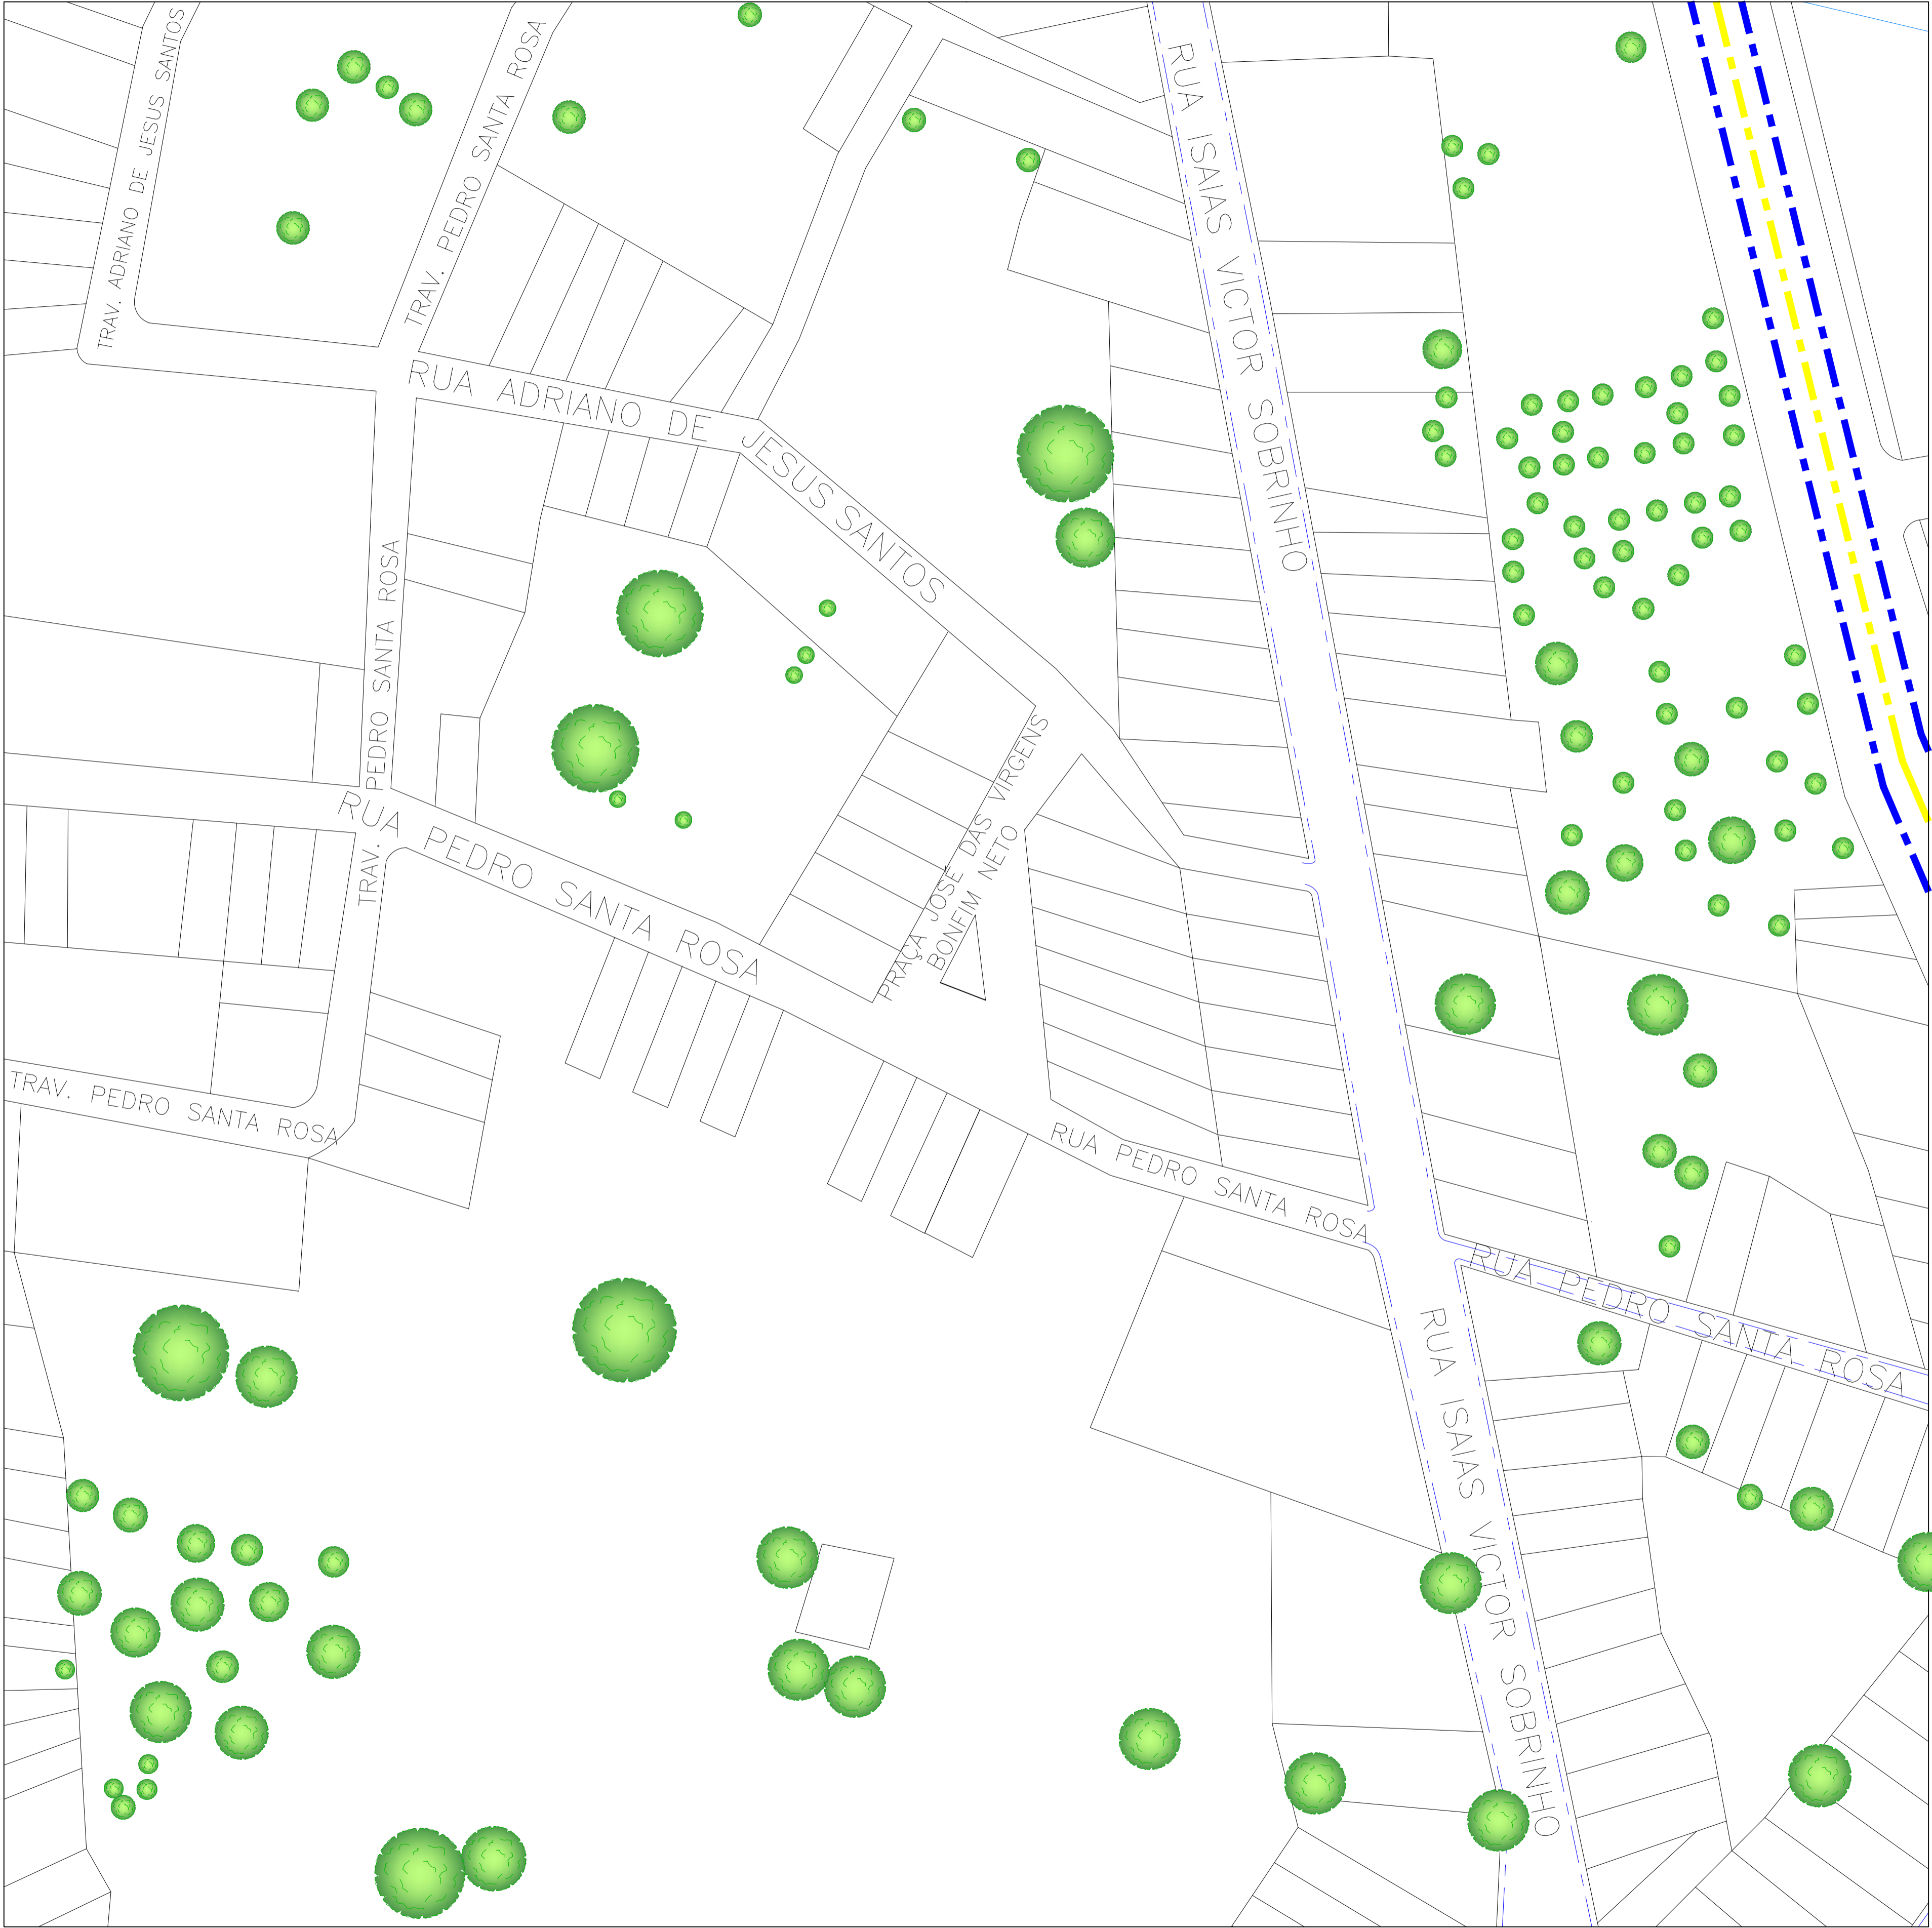 TRAV. ADRIANO DE JESUS SANTOS
TRAV. PEDRO SANTA ROSA
RUA ISAIAS VICTOR SOBRINHO
RUA ADRIANO DE JESUS SANTOS
TRAV. PEDRO SANTA ROSA
RUA PEDRO SANTA ROSA
PRAÇA JOSE DAS VIRGENS
BONFIM NETO
TRAV. PEDRO SANTA ROSA
RUA PEDRO SANTA ROSA
RUA PEDRO SANTA ROSA
RUA ISAIAS VICTOR SOBRINHO